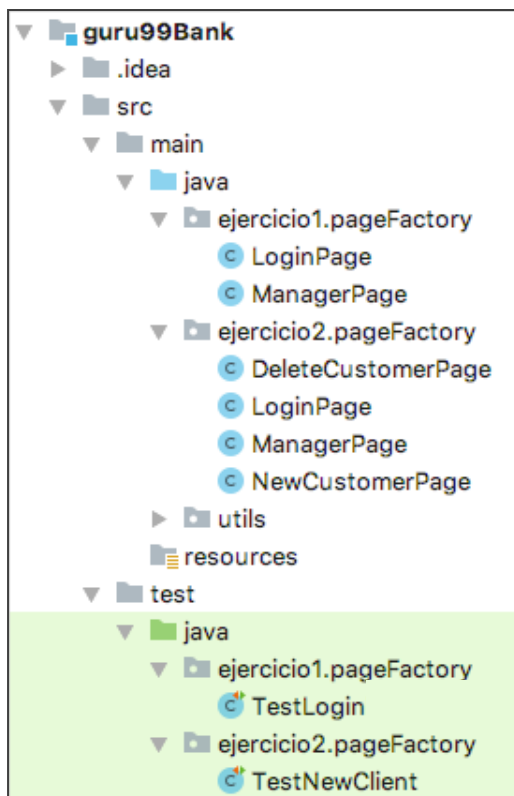 guru99Bank
.idea
src
main
java
ejercicio1.pageFactory
C LoginPage
C ManagerPage
ejercicio2.pageFactory
C DeleteCustomerPage
C LoginPage
C ManagerPage
C NewCustomerPage
utils
resources
test
java
ejercicio1.pageFactory
C TestLogin
ejercicio2.pageFactory
C TestNewClient